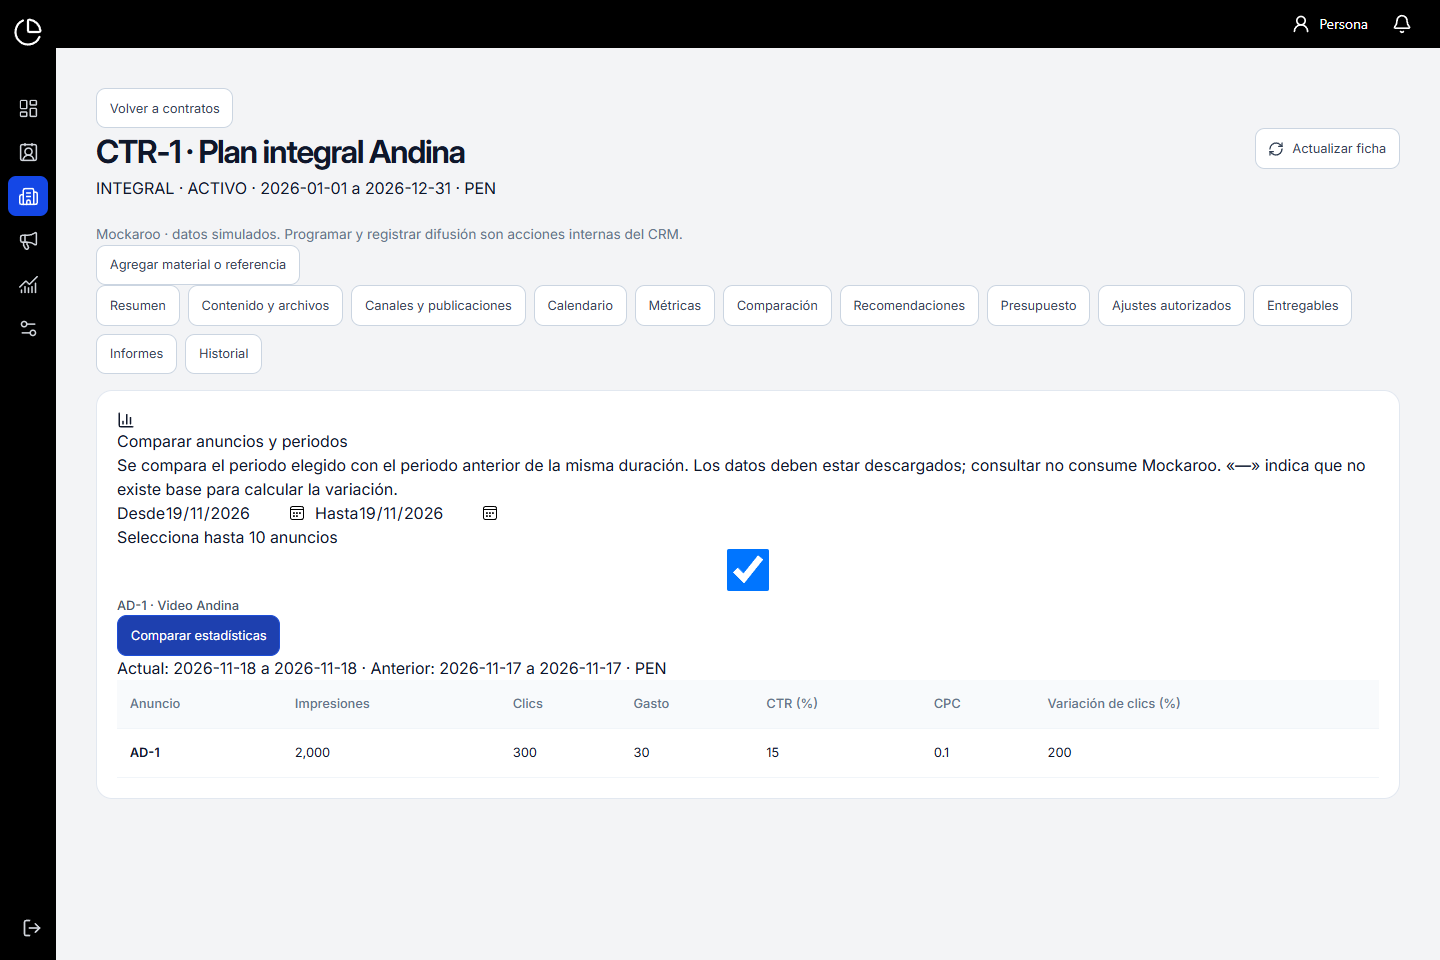 Persona
Volver a contratos
CTR-1 · Plan integral Andina
Actualizar ficha
INTEGRAL · ACTIVO · 2026-01-01 a 2026-12-31 · PEN
Mockaroo · datos simulados. Programar y registrar difusión son acciones internas del CRM.
Agregar material o referencia
Resumen Contenido y archivos Canales y publicaciones Calendario Métricas Comparación Recomendaciones Presupuesto Ajustes autorizados Entregables
Informes Historial
Comparar anuncios y periodos
Se compara el periodo elegido con el periodo anterior de la misma duración. Los datos deben estar descargados; consultar no consume Mockaroo. «—» indica que no
existe base para calcular la variación.
Desde19/11/2026 Hasta19/11/2026
Selecciona hasta 10 anuncios
AD-1 · Video Andina
Comparar estadísticas
Actual: 2026-11-18 a 2026-11-18 · Anterior: 2026-11-17 a 2026-11-17 · PEN
Anuncio Impresiones Clics Gasto CTR (%) CPC Variación de clics (%)
AD-1 2,000 300 30 15 0.1 200